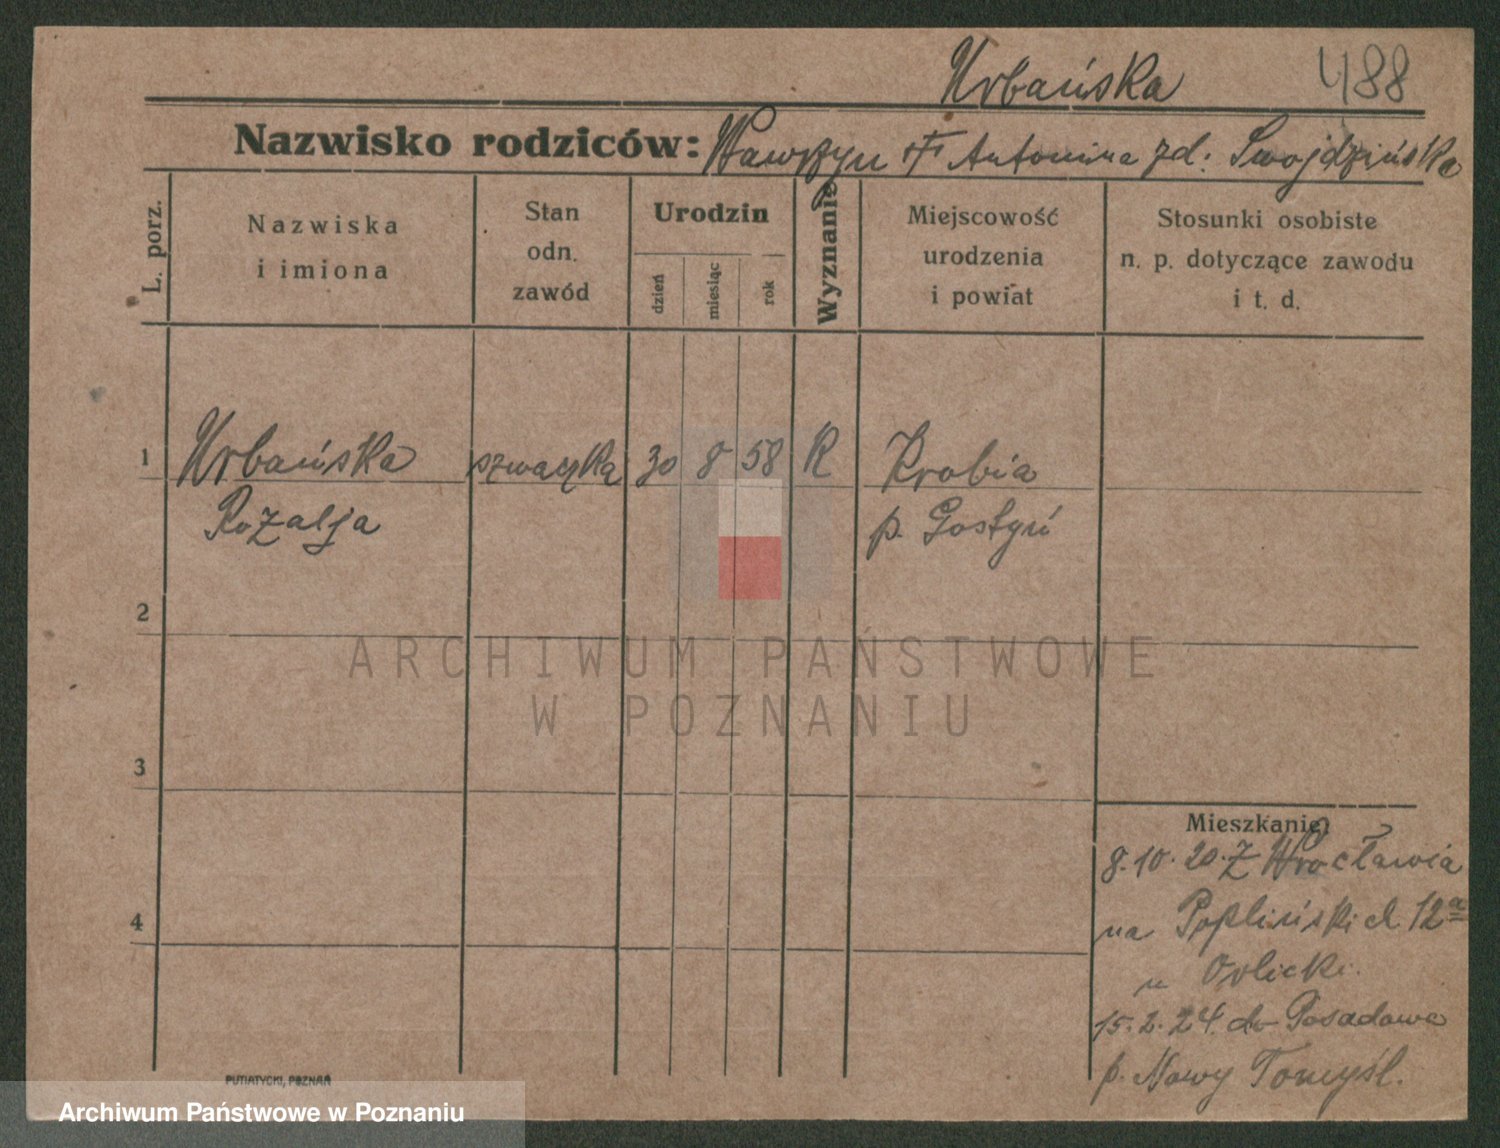 Urbańska 488
Nazwisko rodziców: Wawrzyn ✝ Antonina zd. Swojdzińska
L. porz.
Nazwiska
i imiona
Stan
odn.
zawód
Urodzin
dzień
miesiąc
rok
Wyznanie
Miejscowość
urodzenia
i powiat
Stosunki osobiste
n. p. dotyczące zawodu
i t. d.
1 Urbańska szwaczka 30 8 58 R Krobia
Rozalja p. Gostyń
2
ARCHIWUM PAŃSTWOWE
W POZNANIU
3
Mieszkanie:
8.10.20. Z Wrocławia
na Poplińskich 12a
u Orlicki.
15.2.24. do Posadowa
p. Nowy Tomyśl.
4
PUTIATYCKI, POZNAŃ
Archiwum Państwowe w Poznaniu